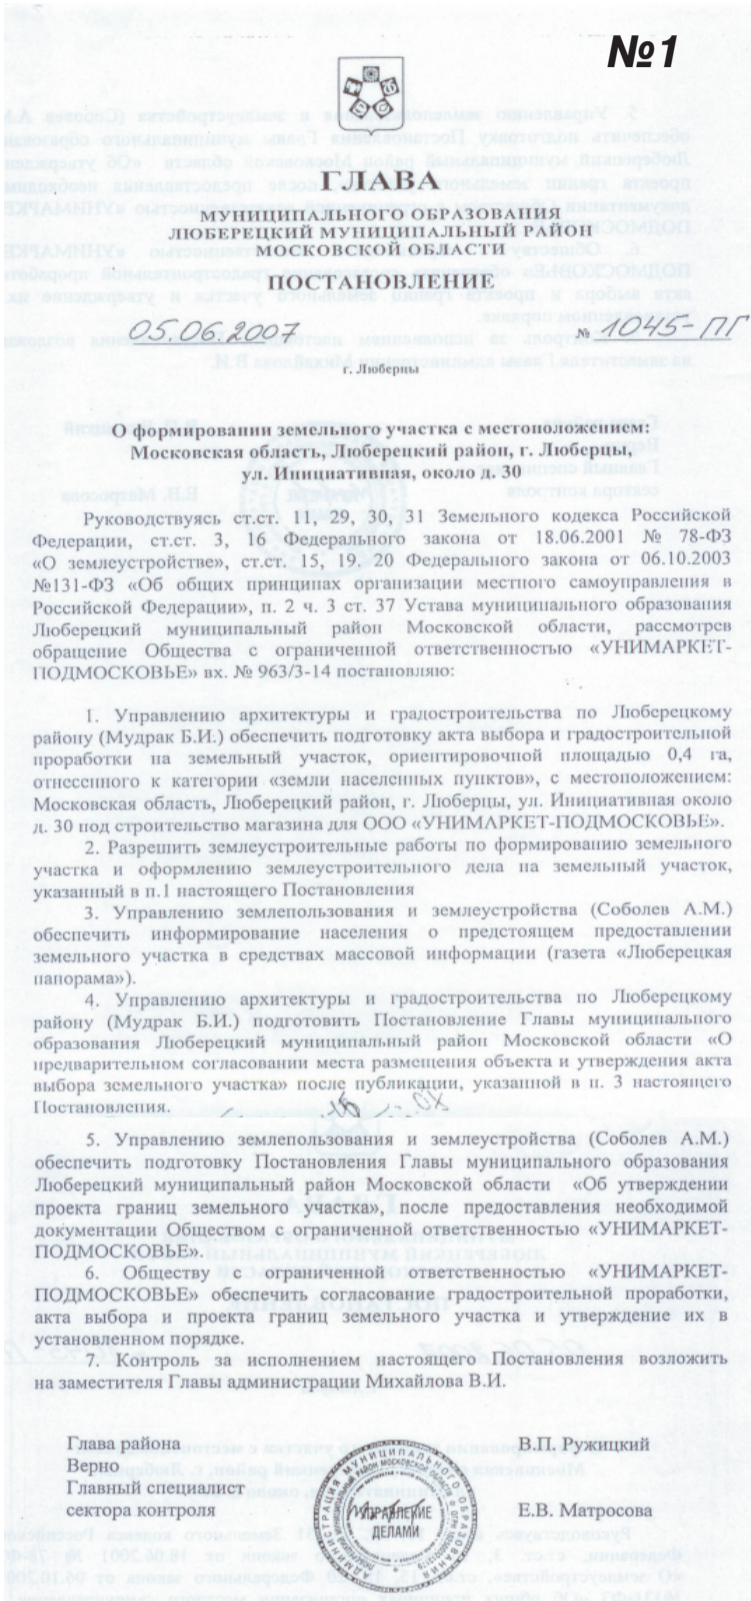 №1
ГЛАВА
МУНИЦИПАЛЬНОГО ОБРАЗОВАНИЯ
ЛЮБЕРЕЦКИЙ МУНИЦИПАЛЬНЫЙ РАЙОН
МОСКОВСКОЙ ОБЛАСТИ
ПОСТАНОВЛЕНИЕ
05.06.2007 № 1045-ПГ
г. Люберцы
О формировании земельного участка с местоположением:
Московская область, Люберецкий район, г. Люберцы,
ул. Инициативная, около д. 30
Руководствуясь ст.ст. 11, 29, 30, 31 Земельного кодекса Российской
Федерации, ст.ст. 3, 16 Федерального закона от 18.06.2001 № 78-ФЗ
«О землеустройстве», ст.ст. 15, 19, 20 Федерального закона от 06.10.2003
№131-ФЗ «Об общих принципах организации местного самоуправления в
Российской Федерации», п. 2 ч. 3 ст. 37 Устава муниципального образования
Люберецкий муниципальный район Московской области, рассмотрев
обращение Общества с ограниченной ответственностью «УНИМАРКЕТ-
ПОДМОСКОВЬЕ» вх. № 963/3-14 постановляю:
1. Управлению архитектуры и градостроительства по Люберецкому
району (Мудрак Б.И.) обеспечить подготовку акта выбора и градостроительной
проработки на земельный участок, ориентировочной площадью 0,4 га,
отнесенного к категории «земли населенных пунктов», с местоположением:
Московская область, Люберецкий район, г. Люберцы, ул. Инициативная около
д. 30 под строительство магазина для ООО «УНИМАРКЕТ-ПОДМОСКОВЬЕ».
2. Разрешить землеустроительные работы по формированию земельного
участка и оформлению землеустроительного дела на земельный участок,
указанный в п.1 настоящего Постановления
3. Управлению землепользования и землеустройства (Соболев А.М.)
обеспечить информирование населения о предстоящем предоставлении
земельного участка в средствах массовой информации (газета «Люберецкая
панорама»).
4. Управлению архитектуры и градостроительства по Люберецкому
району (Мудрак Б.И.) подготовить Постановление Главы муниципального
образования Люберецкий муниципальный район Московской области «О
предварительном согласовании места размещения объекта и утверждения акта
выбора земельного участка» после публикации, указанной в п. 3 настоящего
Постановления.
5. Управлению землепользования и землеустройства (Соболев А.М.)
обеспечить подготовку Постановления Главы муниципального образования
Люберецкий муниципальный район Московской области «Об утверждении
проекта границ земельного участка», после предоставления необходимой
документации Обществом с ограниченной ответственностью «УНИМАРКЕТ-
ПОДМОСКОВЬЕ».
6. Обществу с ограниченной ответственностью «УНИМАРКЕТ-
ПОДМОСКОВЬЕ» обеспечить согласование градостроительной проработки,
акта выбора и проекта границ земельного участка и утверждение их в
установленном порядке.
7. Контроль за исполнением настоящего Постановления возложить
на заместителя Главы администрации Михайлова В.И.
Глава района В.П. Ружицкий
Верно
Главный специалист
сектора контроля Е.В. Матросова
АДМИНИСТРАЦИЯ МУНИЦИПАЛЬНОГО ОБРАЗОВАНИЯ
УПРАВЛЕНИЕ
ДЕЛАМИ